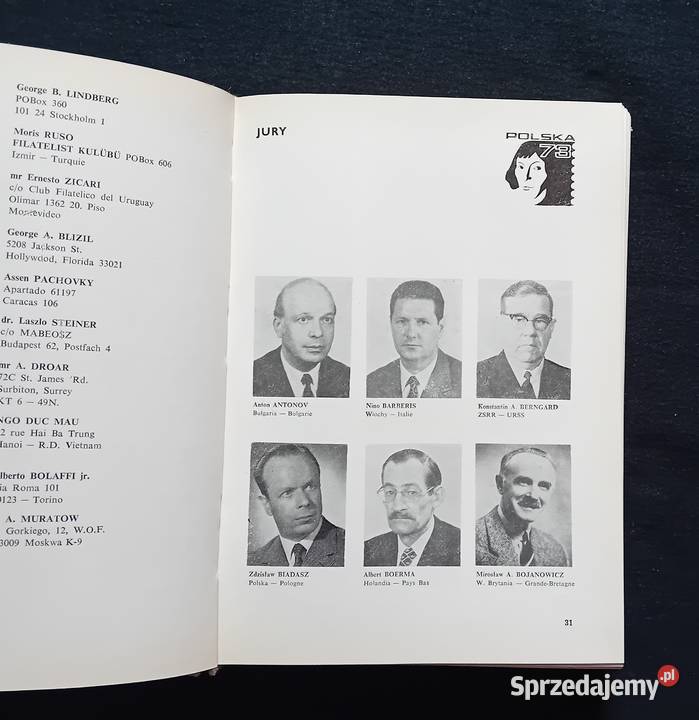 George B. LINDBERG
POBox 360
101 24 Stockholm 1
Moris RUSO
FILATELIST KULÜBÜ POBox 606
Izmir — Turquie
mr Ernesto ZICARI
c/o Club Filatelico del Uruguay
Olimar 1362 20. Piso
Montevideo
George A. BLIZIL
5208 Jackson St.
Hollywood, Florida 33021
Assen PACHOVKY
Apartado 61197
Caracas 106
dr. Laszlo STEINER
c/o MABEOSZ
Budapest 62, Postfach 4
mr A. DROAR
72C St. James 'Rd.
Surbiton, Surrey
KT 6 — 49N.
NGO DUC MAU
2 rue Hai Ba Trung
Hanoi — R.D. Vietnam
Alberto BOLAFFI jr.
ia Roma 101
0123 — Torino
A. MURATOW
Gorkiego, 12, W.O.F.
3009 Moskwa K-9
JURY
POLSKA
73
Anton ANTONOV
Bułgaria — Bulgarie
Nino BARBERIS
Włochy — Italie
Konstantin A. BERNGARD
ZSRR — URSS
Zdzisław BIADASZ
Polska — Pologne
Albert BOERMA
Holandia — Pays Bas
Mirosław A. BOJANOWICZ
W. Brytania — Grande-Bretagne
31
Sprzedajemy.pl